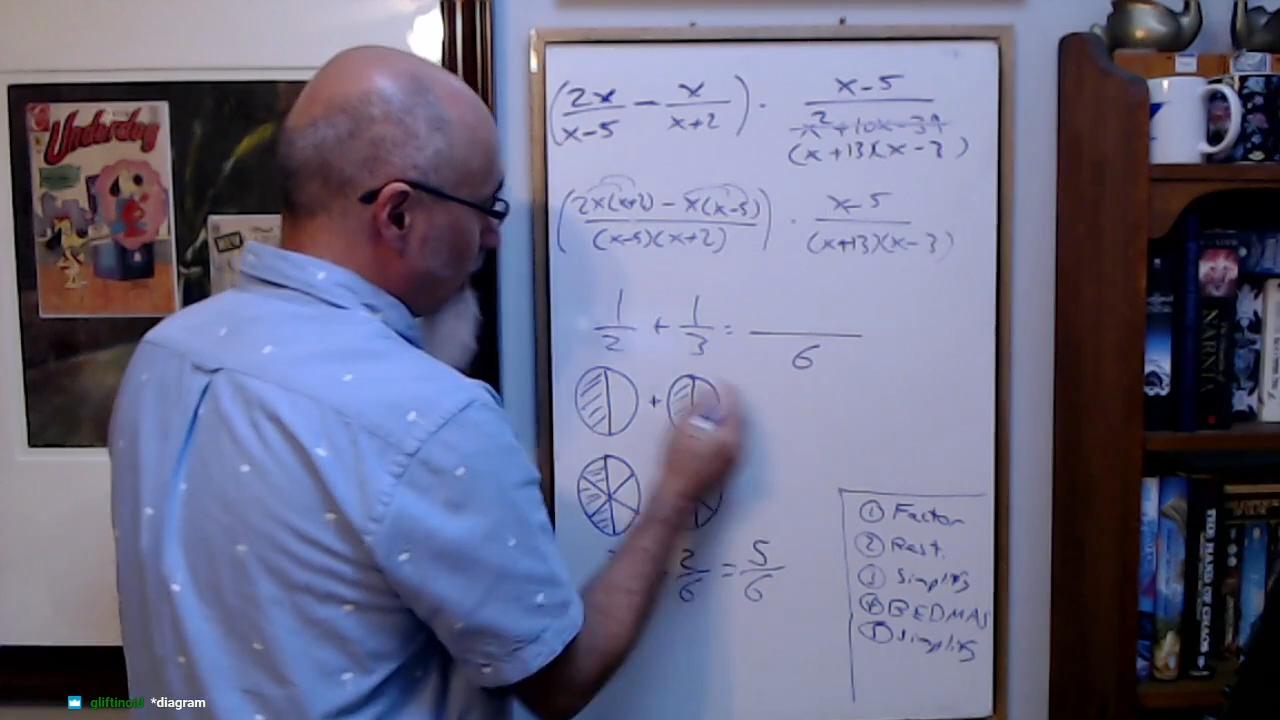 Underdog
(2x/(x-5) - x/(x+2)) · (x-5)/(x²+10x-39)
(x+13)(x-3)
((2x(x+2) - x(x-5))/((x-5)(x+2))) · (x-5)/((x+13)(x-3))
1/2 + 1/3 = /6
+
2/6 = 5/6
① Factor
② Rest.
③ Simplify
④ BEDMAS
⑤ Simplify
NARNIA
gliftinoitl *diagram